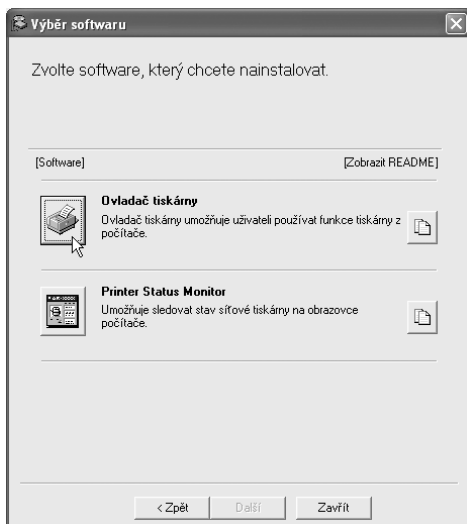 Výběr softwaru
Zvolte software, který chcete nainstalovat.
[Software] [Zobrazit README]
Ovladač tiskárny
Ovladač tiskárny umožňuje uživateli používat funkce tiskárny z
počítače.
Printer Status Monitor
Umožňuje sledovat stav síťové tiskárny na obrazovce
počítače.
< Zpět Další Zavřít